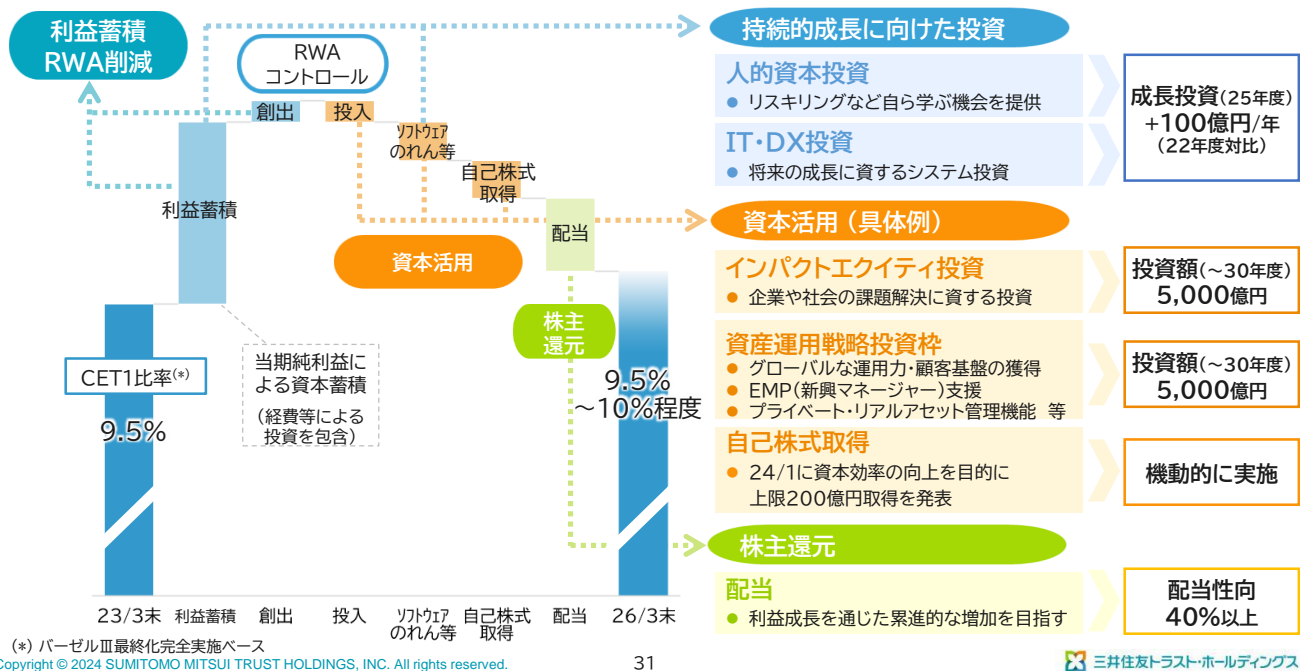 利益蓄積
RWA削減
RWA
コントロール
創出
投入
ソフトウェア
のれん等
自己株式
取得
利益蓄積
配当
資本活用
株主
還元
CET1比率(*)
9.5%
当期純利益に
よる資本蓄積
(経費等による
投資を包含)
9.5%
～10%程度
23/3末
利益蓄積
創出
投入
ソフトウェア
のれん等
自己株式
取得
配当
26/3末
持続的成長に向けた投資
人的資本投資
● リスキリングなど自ら学ぶ機会を提供
IT・DX投資
● 将来の成長に資するシステム投資
成長投資(25年度)
+100億円/年
(22年度対比)
資本活用（具体例）
インパクトエクイティ投資
● 企業や社会の課題解決に資する投資
投資額(～30年度)
5,000億円
資産運用戦略投資枠
● グローバルな運用力・顧客基盤の獲得
● EMP(新興マネージャー)支援
● プライベート・リアルアセット管理機能 等
投資額(～30年度)
5,000億円
自己株式取得
● 24/1に資本効率の向上を目的に
上限200億円取得を発表
機動的に実施
株主還元
配当
● 利益成長を通じた累進的な増加を目指す
配当性向
40%以上
(*) バーゼルⅢ最終化完全実施ベース
Copyright © 2024 SUMITOMO MITSUI TRUST HOLDINGS, INC. All rights reserved.
31
三井住友トラスト・ホールディングス